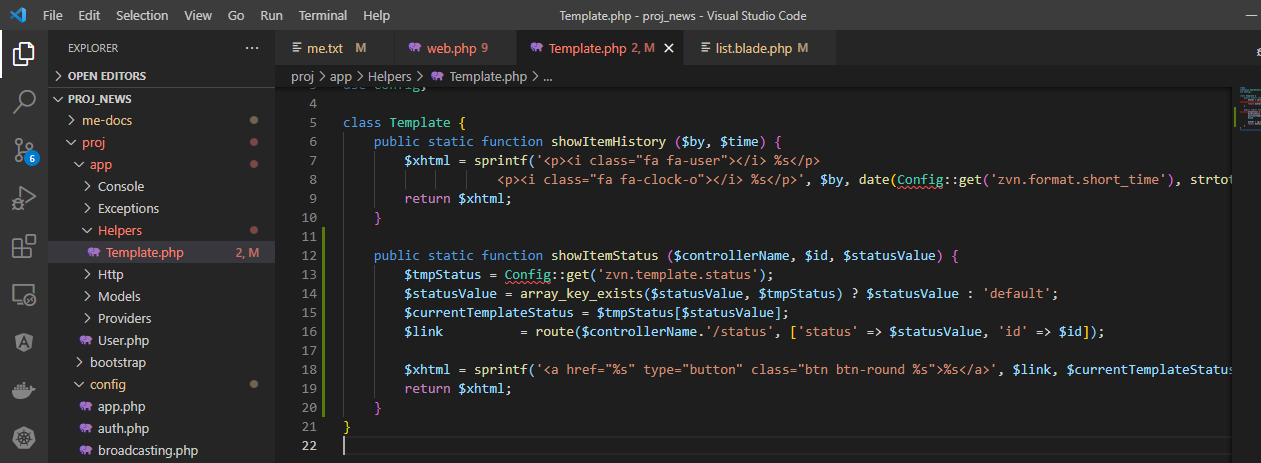 File Edit Selection View Go Run Terminal Help Template.php - proj_news - Visual Studio Code
EXPLORER ...
me.txt M web.php 9 Template.php 2, M list.blade.php M
OPEN EDITORS
proj > app > Helpers > Template.php > ...
PROJ_NEWS
me-docs
proj
app
Console
Exceptions
Helpers
Template.php 2, M
Http
Models
Providers
User.php
bootstrap
config
app.php
auth.php
broadcasting.php
6
use Config;
4
5 class Template {
6 public static function showItemHistory ($by, $time) {
7 $xhtml = sprintf('<p><i class="fa fa-user"></i> %s</p>
8 <p><i class="fa fa-clock-o"></i> %s</p>', $by, date(Config::get('zvn.format.short_time'), strtot
9 return $xhtml;
10 }
11
12 public static function showItemStatus ($controllerName, $id, $statusValue) {
13 $tmpStatus = Config::get('zvn.template.status');
14 $statusValue = array_key_exists($statusValue, $tmpStatus) ? $statusValue : 'default';
15 $currentTemplateStatus = $tmpStatus[$statusValue];
16 $link = route($controllerName.'/status', ['status' => $statusValue, 'id' => $id]);
17
18 $xhtml = sprintf('<a href="%s" type="button" class="btn btn-round %s">%s</a>', $link, $currentTemplateStatus
19 return $xhtml;
20 }
21 }
22